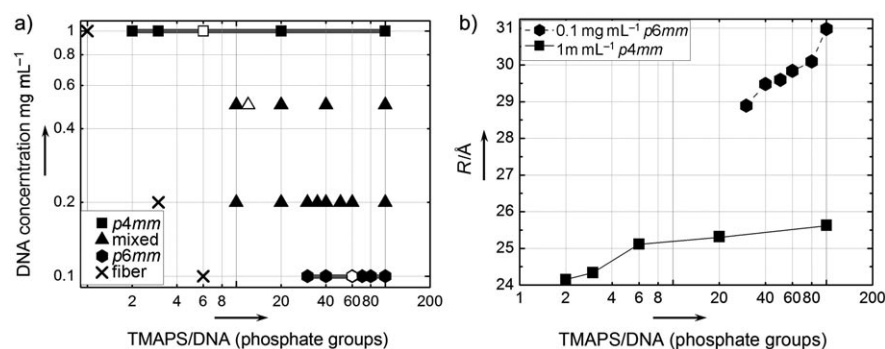 a)
DNA concentration mg mL⁻¹
1
0.8
0.6
0.4
0.2
0.1
p4mm
mixed
p6mm
fiber
2 4 6 8 20 40 60 80 200
TMAPS/DNA (phosphate groups)
b)
R/Å
31
30
29
28
27
26
25
24
0.1 mg mL⁻¹ p6mm
1m mL⁻¹ p4mm
1 2 4 6 8 20 40 60 80 200
TMAPS/DNA (phosphate groups)